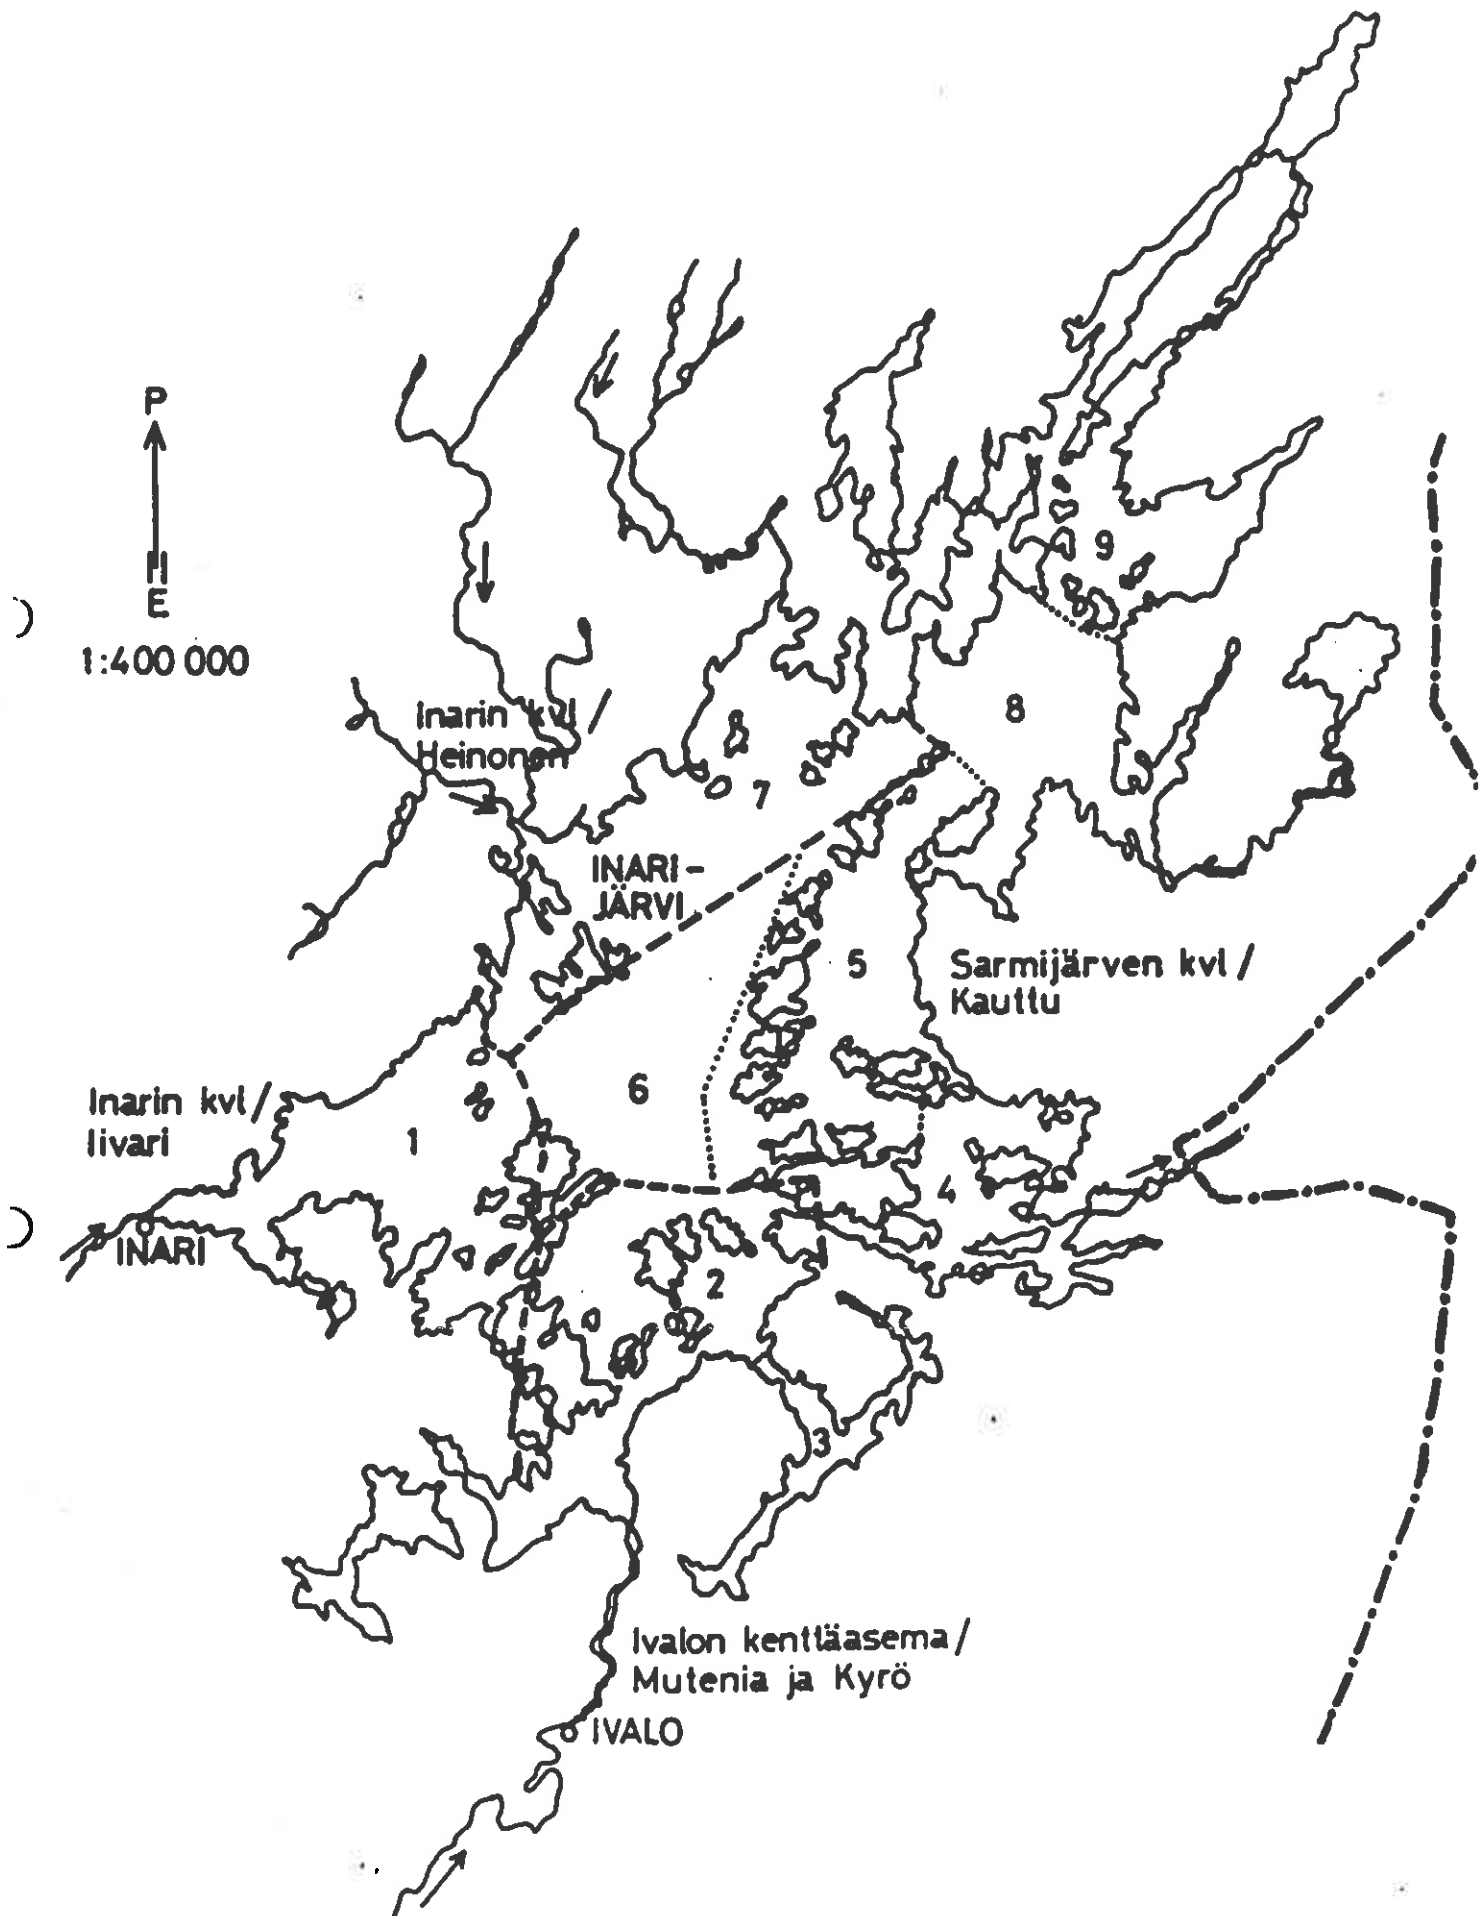 P
E
1:400 000
9
8
Inarin kvl /
Heinonen
7
INARI-
JÄRVI
5
Sarmijärven kvl /
Kauttu
6
Inarin kvl /
Iivari
1
4
INARI
2
3
Ivalon kenttäasema /
Mutenia ja Kyrö
IVALO